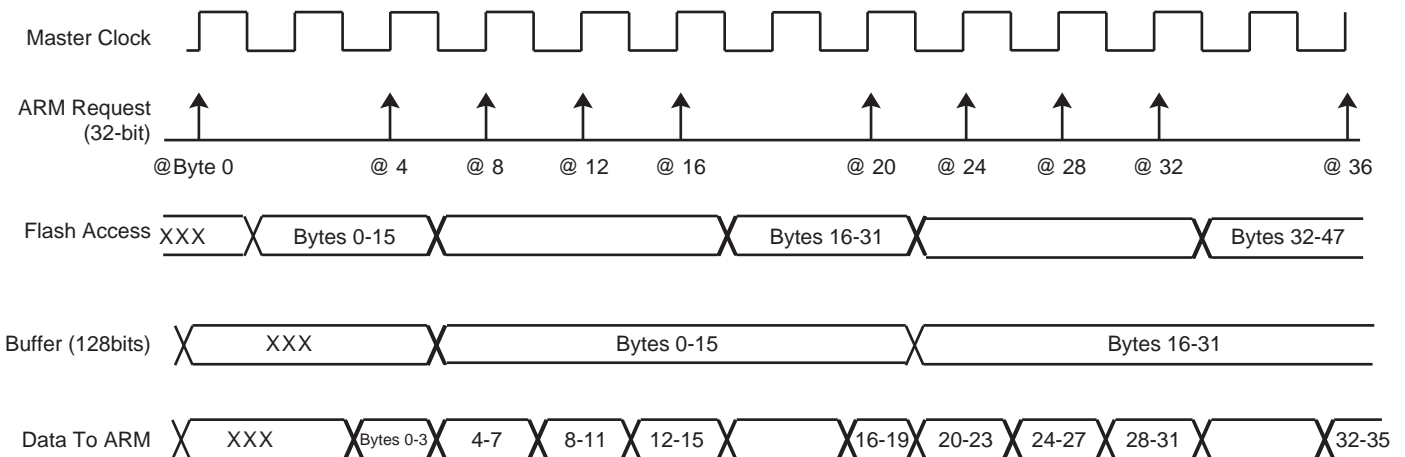 Master Clock
ARM Request
(32-bit)
@Byte 0 @ 4 @ 8 @ 12 @ 16 @ 20 @ 24 @ 28 @ 32 @ 36
Flash Access XXX Bytes 0-15 Bytes 16-31 Bytes 32-47
Buffer (128bits) XXX Bytes 0-15 Bytes 16-31
Data To ARM XXX Bytes 0-3 4-7 8-11 12-15 16-19 20-23 24-27 28-31 32-35